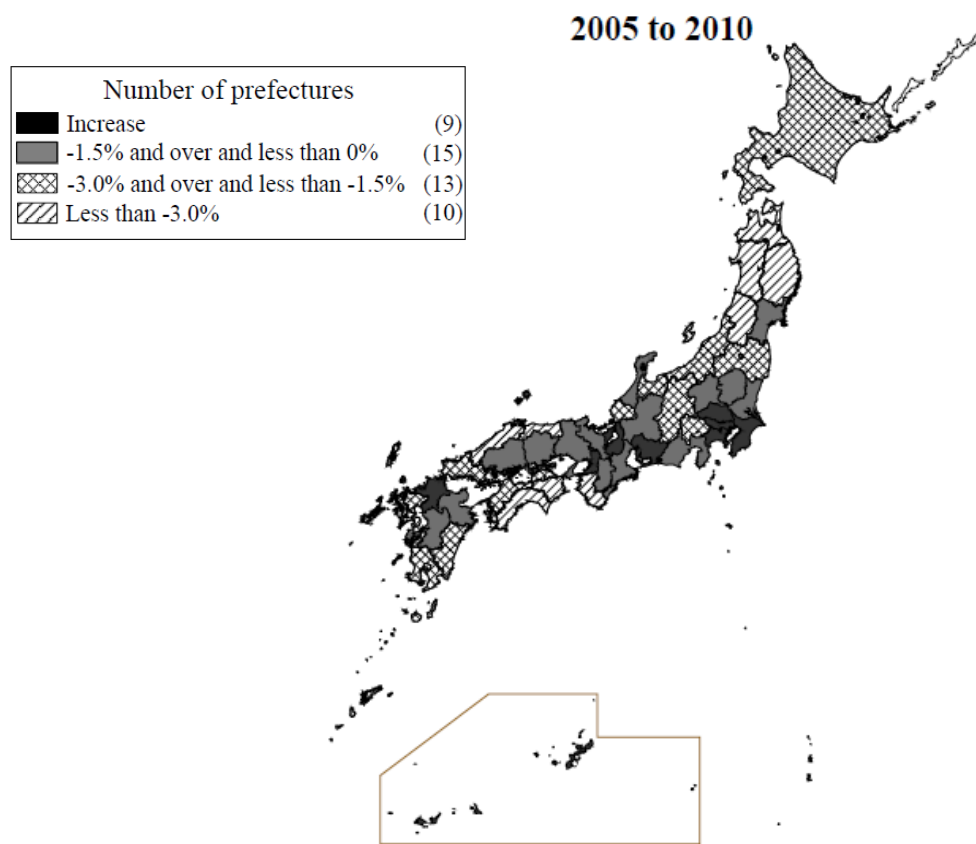 2005 to 2010
Number of prefectures
Increase (9)
-1.5% and over and less than 0% (15)
-3.0% and over and less than -1.5% (13)
Less than -3.0% (10)